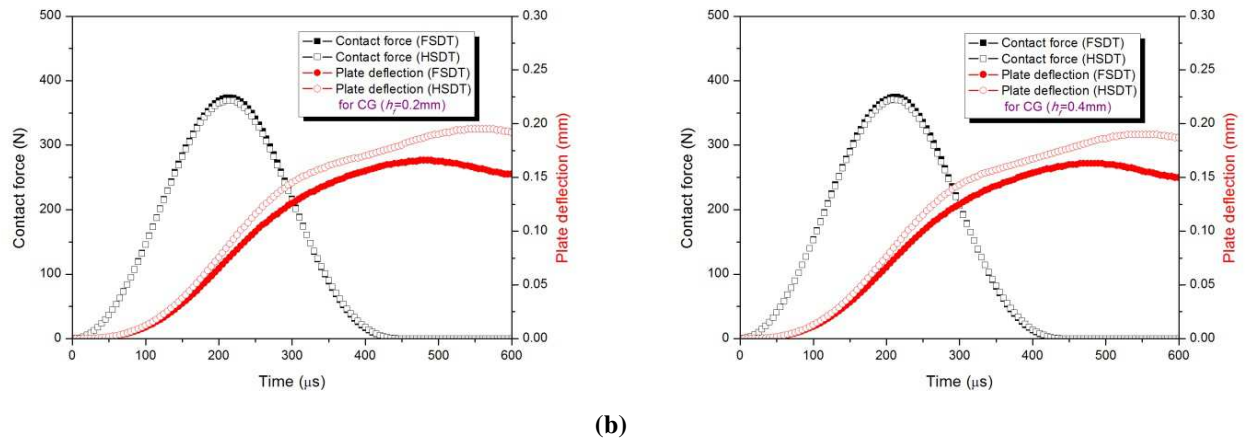 500
400
300
200
100
0
Contact force (N)
0.30
0.25
0.20
0.15
0.10
0.05
0.00
Plate deflection (mm)
Contact force (FSDT)
Contact force (HSDT)
Plate deflection (FSDT)
Plate deflection (HSDT)
for CG (hf=0.2mm)
0 100 200 300 400 500 600
Time (μs)
500
400
300
200
100
0
Contact force (N)
0.30
0.25
0.20
0.15
0.10
0.05
0.00
Plate deflection (mm)
Contact force (FSDT)
Contact force (HSDT)
Plate deflection (FSDT)
Plate deflection (HSDT)
for CG (hf=0.4mm)
0 100 200 300 400 500 600
Time (μs)
(b)